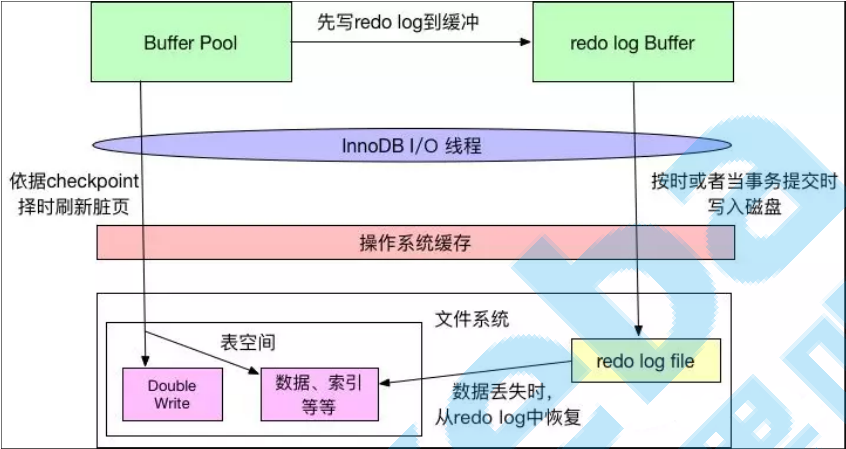 先写redo log到缓冲
Buffer Pool
redo log Buffer
InnoDB I/O 线程
依据checkpoint
择时刷新脏页
按时或者当事务提交时
写入磁盘
操作系统缓存
文件系统
表空间
redo log file
Double
Write
数据、索引
等等
数据丢失时，
从redo log中恢复